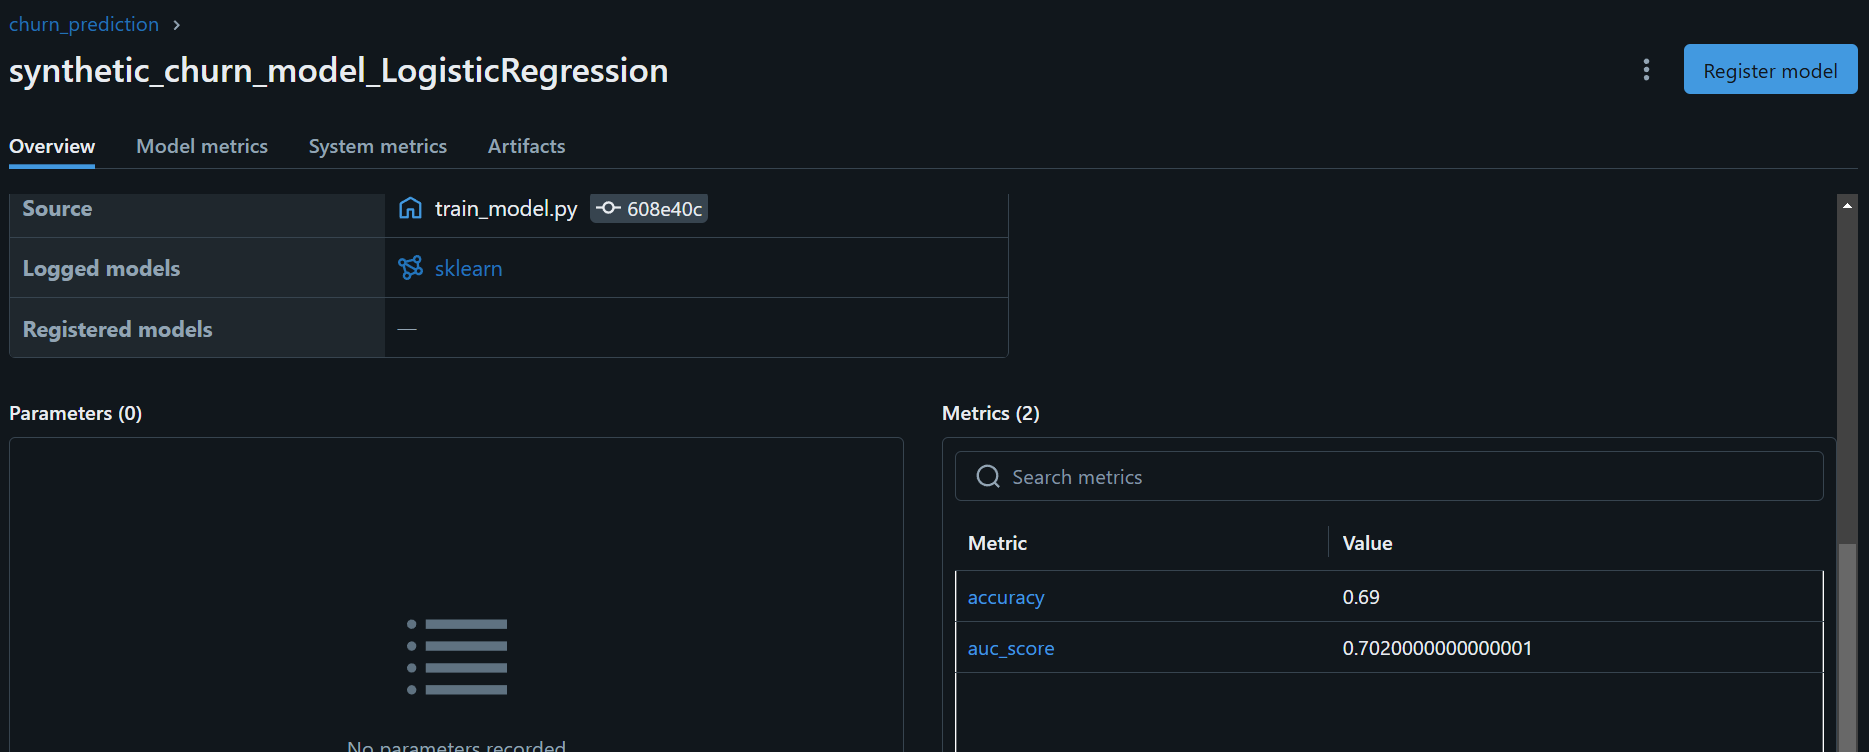 churn_prediction
synthetic_churn_model_LogisticRegression
Register model
Overview Model metrics System metrics Artifacts
Source train_model.py 608e40c
Logged models sklearn
Registered models —
Parameters (0)
No parameters recorded
Metrics (2)
Search metrics
Metric Value
accuracy 0.69
auc_score 0.7020000000000001